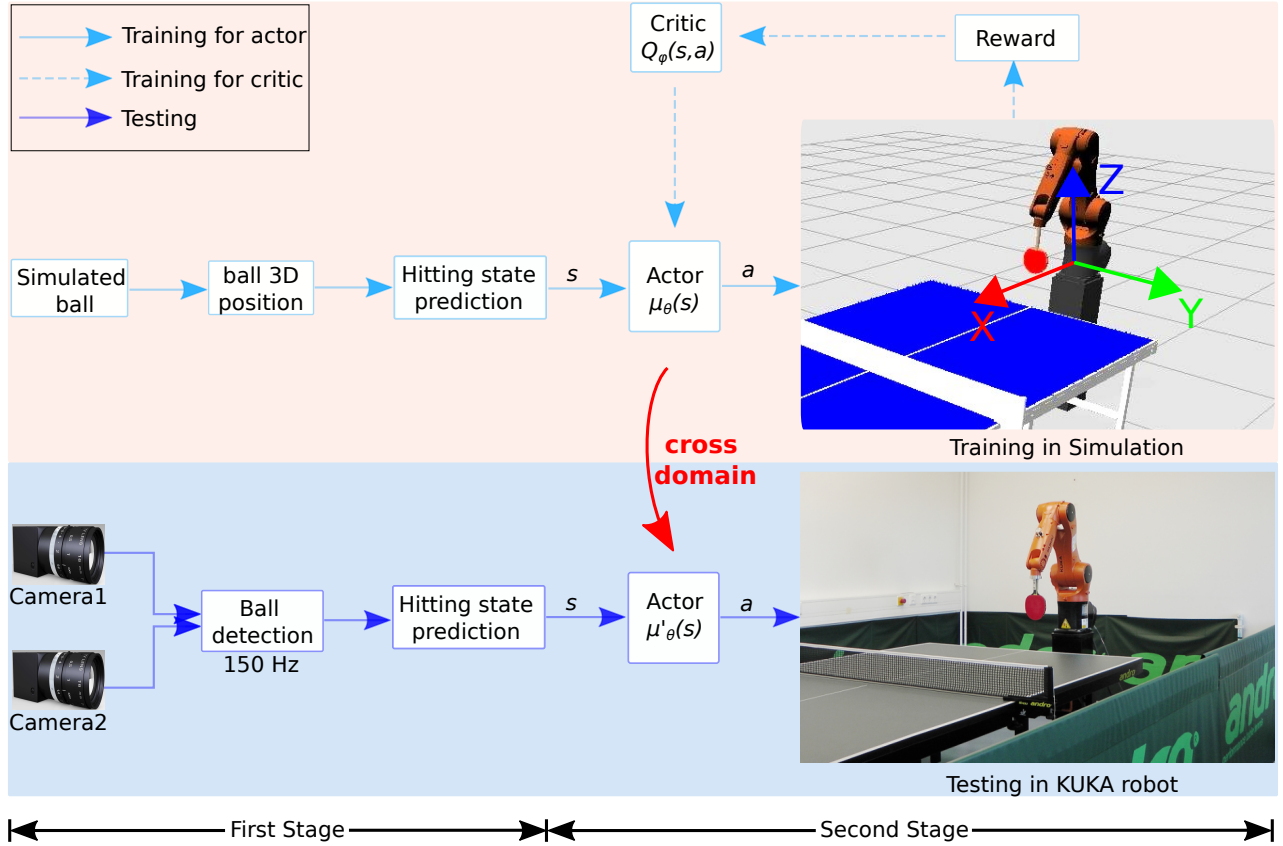 Training for actor
Training for critic
Testing
Critic
Qφ(s,a)
Reward
Z
X
Y
Simulated
ball
ball 3D
position
Hitting state
prediction
s
Actor
μθ(s)
a
Training in Simulation
cross
domain
Camera1
Camera2
Ball
detection
150 Hz
Hitting state
prediction
s
Actor
μ'θ(s)
a
andro
andro
Testing in KUKA robot
First Stage
Second Stage